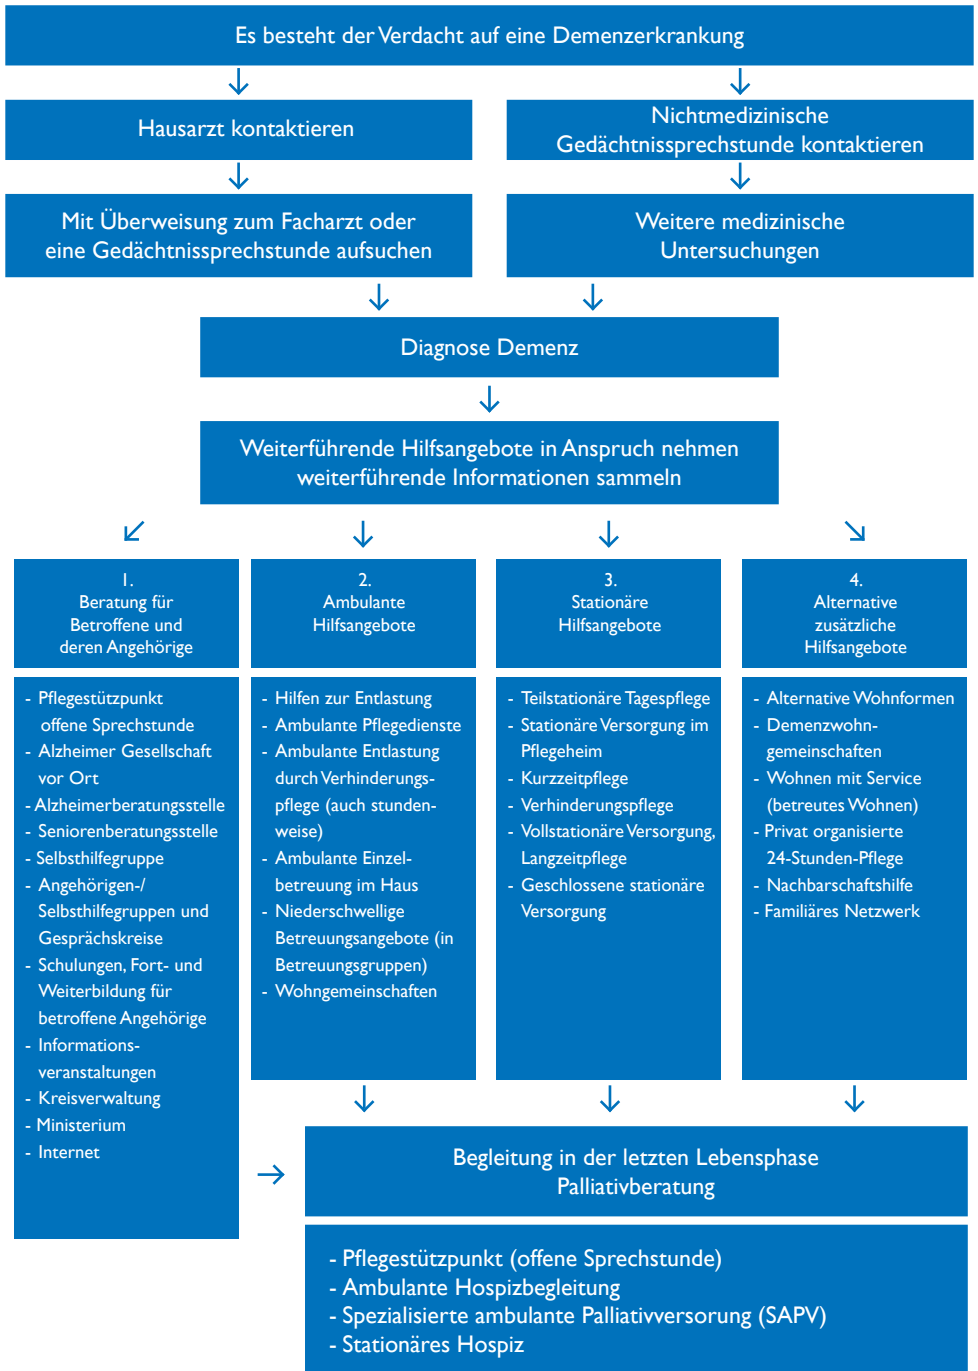 Es besteht der Verdacht auf eine Demenzerkrankung
Hausarzt kontaktieren
Nichtmedizinische
Gedächtnissprechstunde kontaktieren
Mit Überweisung zum Facharzt oder
eine Gedächtnissprechstunde aufsuchen
Weitere medizinische
Untersuchungen
Diagnose Demenz
Weiterführende Hilfsangebote in Anspruch nehmen
weiterführende Informationen sammeln
1.
Beratung für
Betroffene und
deren Angehörige
- Pflegestützpunkt
offene Sprechstunde
- Alzheimer Gesellschaft
vor Ort
- Alzheimerberatungsstelle
- Seniorenberatungsstelle
- Selbsthilfegruppe
- Angehörigen-/
Selbsthilfegruppen und
Gesprächskreise
- Schulungen, Fort- und
Weiterbildung für
betroffene Angehörige
- Informations-
veranstaltungen
- Kreisverwaltung
- Ministerium
- Internet
2.
Ambulante
Hilfsangebote
- Hilfen zur Entlastung
- Ambulante Pflegedienste
- Ambulante Entlastung
durch Verhinderungs-
pflege (auch stunden-
weise)
- Ambulante Einzel-
betreuung im Haus
- Niederschwellige
Betreuungsangebote (in
Betreuungsgruppen)
- Wohngemeinschaften
3.
Stationäre
Hilfsangebote
- Teilstationäre Tagespflege
- Stationäre Versorgung im
Pflegeheim
- Kurzzeitpflege
- Verhinderungspflege
- Vollstationäre Versorgung,
Langzeitpflege
- Geschlossene stationäre
Versorgung
4.
Alternative
zusätzliche
Hilfsangebote
- Alternative Wohnformen
- Demenzwohn-
gemeinschaften
- Wohnen mit Service
(betreutes Wohnen)
- Privat organisierte
24-Stunden-Pflege
- Nachbarschaftshilfe
- Familiäres Netzwerk
Begleitung in der letzten Lebensphase
Palliativberatung
- Pflegestützpunkt (offene Sprechstunde)
- Ambulante Hospizbegleitung
- Spezialisierte ambulante Palliativversorung (SAPV)
- Stationäres Hospiz